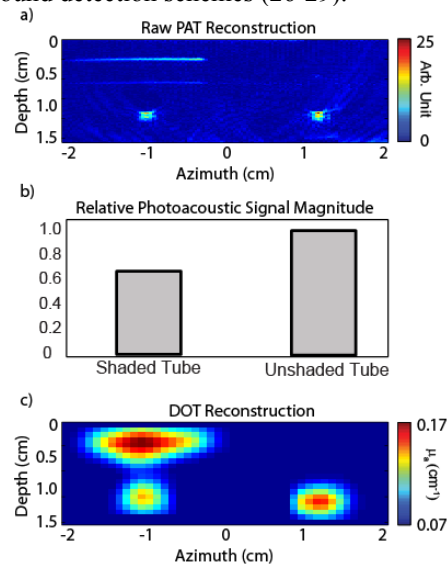 ound detection schemes (26-29).
a) Raw PAT Reconstruction
0
0.5
1.0
1.5
Depth (cm)
-2 -1 0 1 2
Azimuth (cm)
25
Arb. Unit
0
b)
Relative Photoacoustic Signal Magnitude
1.0
0.8
0.6
0.4
0.2
0
Shaded Tube Unshaded Tube
c)
DOT Reconstruction
0
0.5
1.0
1.5
Depth (cm)
-2 -1 0 1 2
Azimuth (cm)
0.17
μa (cm-1)
0.07